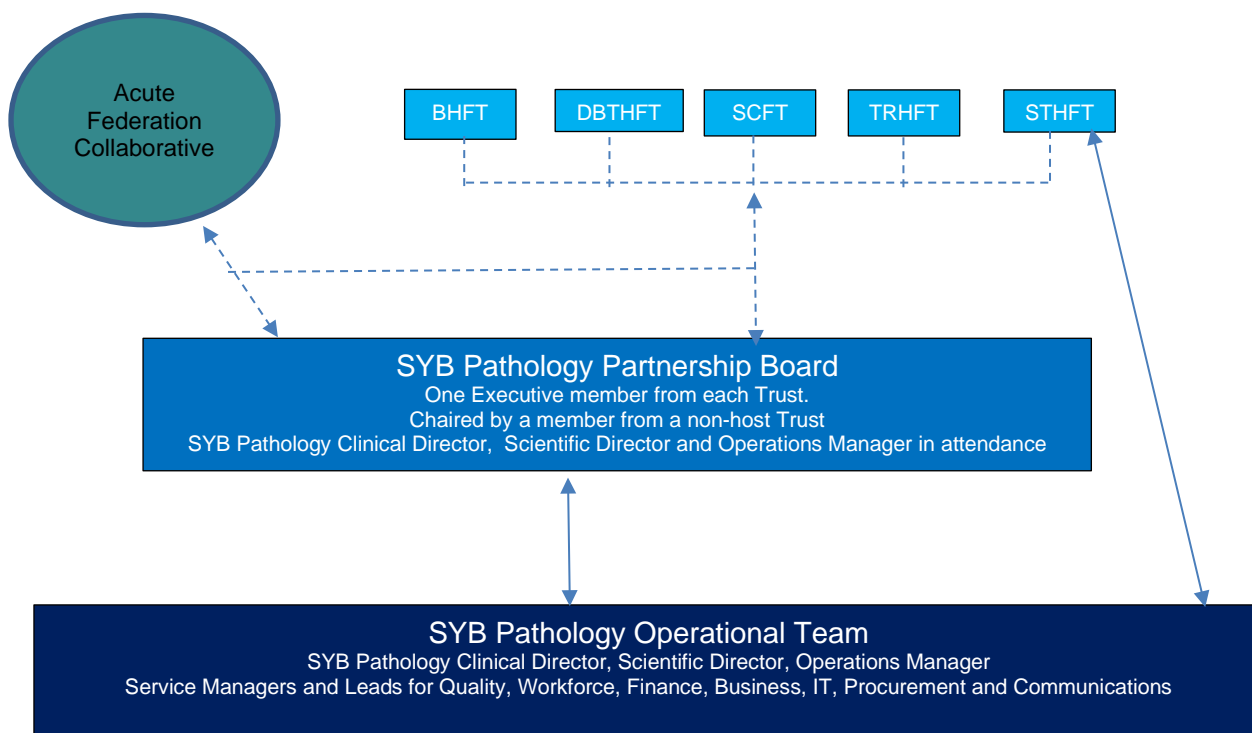 Acute
Federation
Collaborative
BHFT
DBTHFT
SCFT
TRHFT
STHFT
SYB Pathology Partnership Board
One Executive member from each Trust.
Chaired by a member from a non-host Trust
SYB Pathology Clinical Director,  Scientific Director and Operations Manager in attendance
SYB Pathology Operational Team
SYB Pathology Clinical Director, Scientific Director, Operations Manager
Service Managers and Leads for Quality, Workforce, Finance, Business, IT, Procurement and Communications